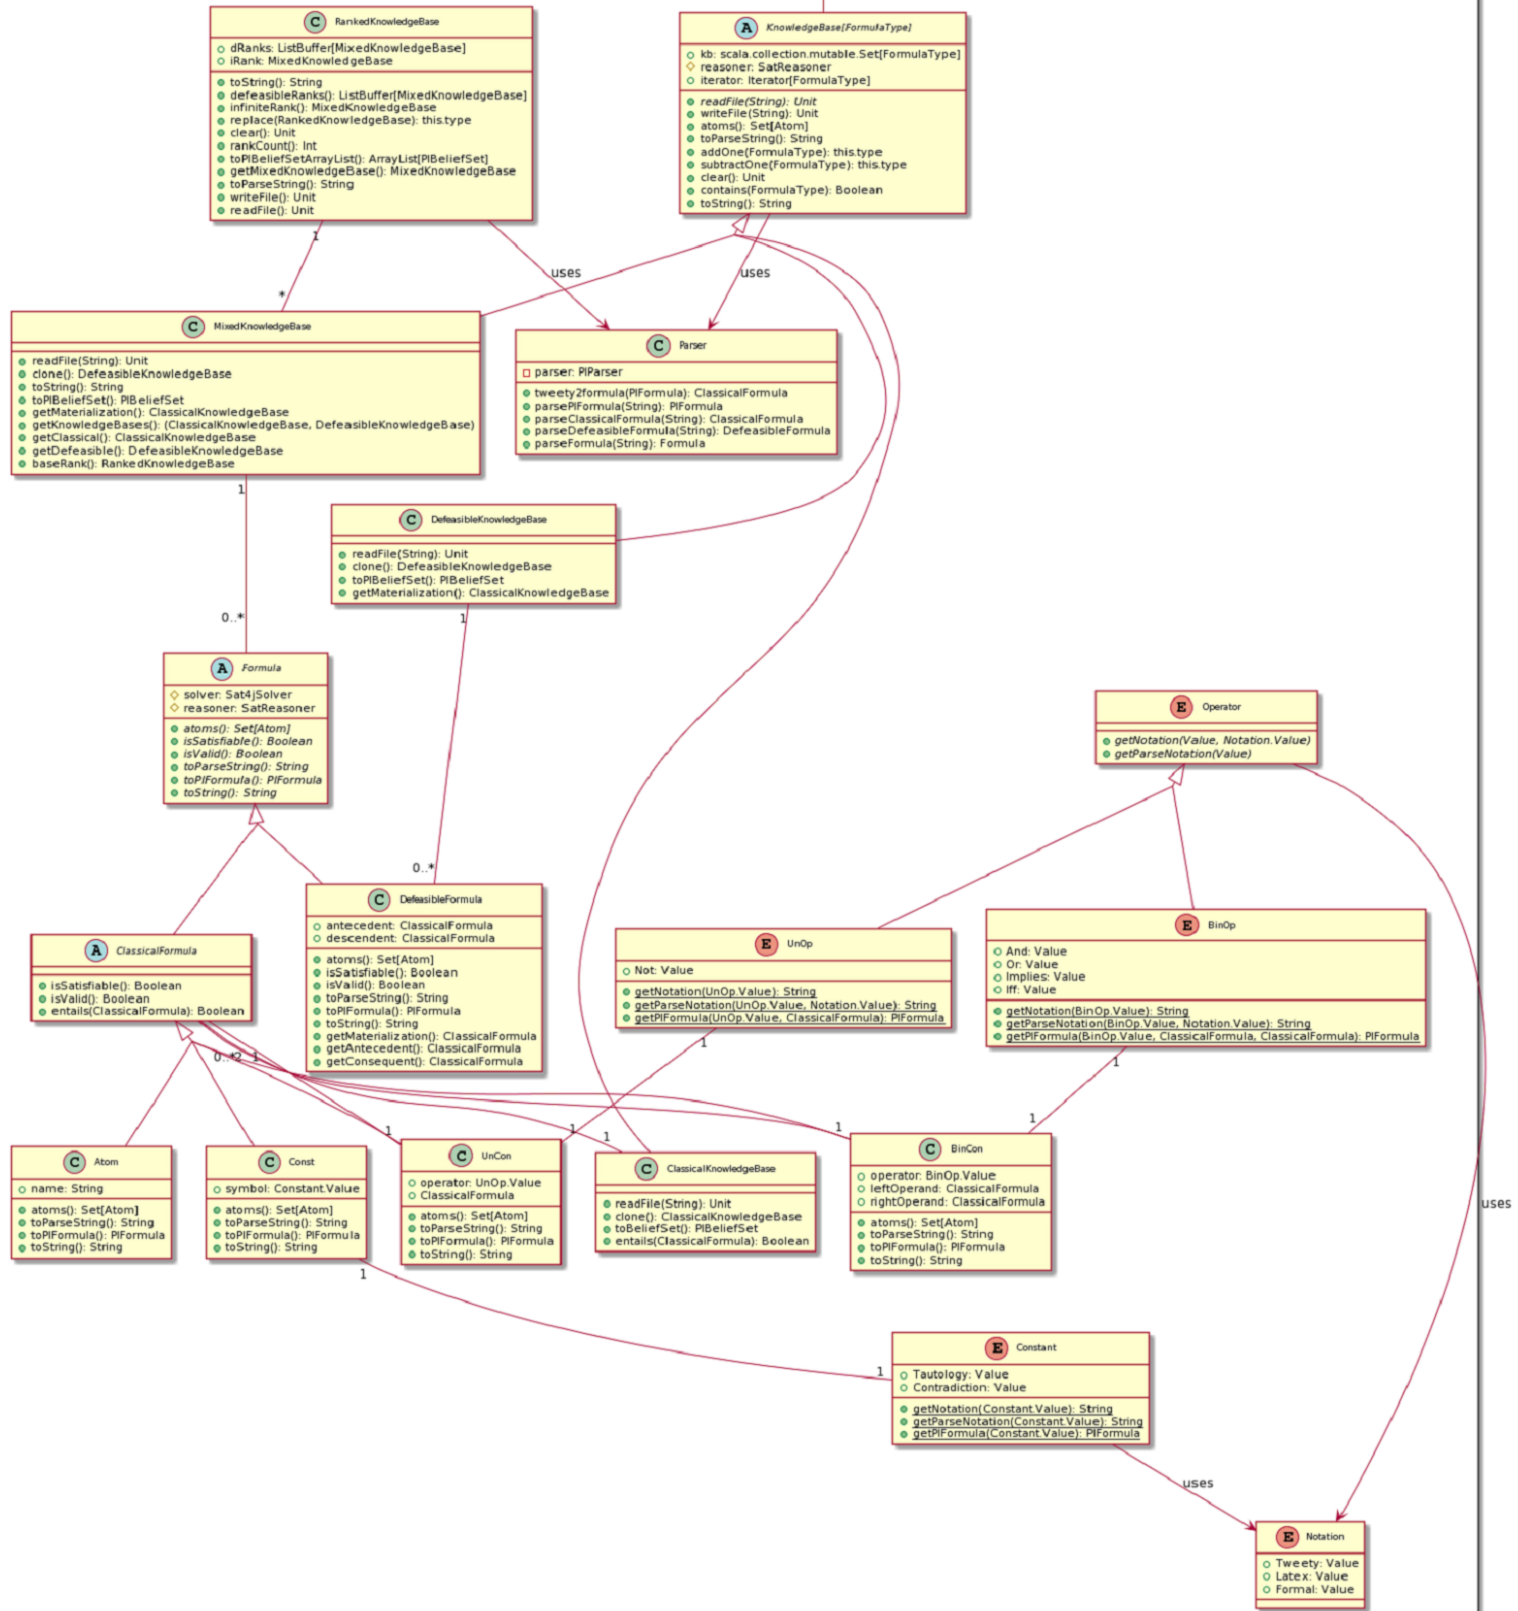 C RankedKnowledgeBase
dRanks: ListBuffer[MixedKnowledgeBase]
iRank: MixedKnowledgeBase
toString(): String
defeasibleRanks(): ListBuffer[MixedKnowledgeBase]
infiniteRank(): MixedKnowledgeBase
replace(RankedKnowledgeBase): this.type
clear(): Unit
rankCount(): Int
toPlBeliefSetArrayList(): ArrayList[PlBeliefSet]
getMixedKnowledgeBase(): MixedKnowledgeBase
toParseString(): String
writeFile(): Unit
readFile(): Unit
A KnowledgeBase[FormulaType]
kb: scala.collection.mutable.Set[FormulaType]
reasoner: SatReasoner
iterator: Iterator[FormulaType]
readFile(String): Unit
writeFile(String): Unit
atoms(): Set[Atom]
toParseString(): String
addOne(FormulaType): this.type
subtractOne(FormulaType): this.type
clear(): Unit
contains(FormulaType): Boolean
toString(): String
1
*
uses
uses
C MixedKnowledgeBase
readFile(String): Unit
clone(): DefeasibleKnowledgeBase
toString(): String
toPlBeliefSet(): PlBeliefSet
getMaterialization(): ClassicalKnowledgeBase
getKnowledgeBases(): (ClassicalKnowledgeBase, DefeasibleKnowledgeBase)
getClassical(): ClassicalKnowledgeBase
getDefeasible(): DefeasibleKnowledgeBase
baseRank(): RankedKnowledgeBase
C Parser
parser: PlParser
tweety2formula(PlFormula): ClassicalFormula
parsePlFormula(String): PlFormula
parseClassicalFormula(String): ClassicalFormula
parseDefeasibleFormula(String): DefeasibleFormula
parseFormula(String): Formula
1
0..*
C DefeasibleKnowledgeBase
readFile(String): Unit
clone(): DefeasibleKnowledgeBase
toPlBeliefSet(): PlBeliefSet
getMaterialization(): ClassicalKnowledgeBase
1
0..*
A Formula
solver: Sat4jSolver
reasoner: SatReasoner
atoms(): Set[Atom]
isSatisfiable(): Boolean
isValid(): Boolean
toParseString(): String
toPlFormula(): PlFormula
toString(): String
E Operator
getNotation(Value, Notation.Value)
getParseNotation(Value)
A ClassicalFormula
isSatisfiable(): Boolean
isValid(): Boolean
entails(ClassicalFormula): Boolean
C DefeasibleFormula
antecedent: ClassicalFormula
descendent: ClassicalFormula
atoms(): Set[Atom]
isSatisfiable(): Boolean
isValid(): Boolean
toParseString(): String
toPlFormula(): PlFormula
toString(): String
getMaterialization(): ClassicalFormula
getAntecedent(): ClassicalFormula
getConsequent(): ClassicalFormula
E UnOp
Not: Value
getNotation(UnOp.Value): String
getParseNotation(UnOp.Value, Notation.Value): String
getPlFormula(UnOp.Value, ClassicalFormula): PlFormula
E BinOp
And: Value
Or: Value
Implies: Value
Iff: Value
getNotation(BinOp.Value): String
getParseNotation(BinOp.Value, Notation.Value): String
getPlFormula(BinOp.Value, ClassicalFormula, ClassicalFormula): PlFormula
0..*2 1
1
1
1
1
1
1
1
C Atom
name: String
atoms(): Set[Atom]
toParseString(): String
toPlFormula(): PlFormula
toString(): String
C Const
symbol: Constant.Value
atoms(): Set[Atom]
toParseString(): String
toPlFormula(): PlFormula
toString(): String
C UnCon
operator: UnOp.Value
ClassicalFormula
atoms(): Set[Atom]
toParseString(): String
toPlFormula(): PlFormula
toString(): String
C ClassicalKnowledgeBase
readFile(String): Unit
clone(): ClassicalKnowledgeBase
toBeliefSet(): PlBeliefSet
entails(ClassicalFormula): Boolean
C BinCon
operator: BinOp.Value
leftOperand: ClassicalFormula
rightOperand: ClassicalFormula
atoms(): Set[Atom]
toParseString(): String
toPlFormula(): PlFormula
toString(): String
uses
1
1
E Constant
Tautology: Value
Contradiction: Value
getNotation(Constant.Value): String
getParseNotation(Constant.Value): String
getPlFormula(Constant.Value): PlFormula
uses
E Notation
Tweety: Value
Latex: Value
Formal: Value